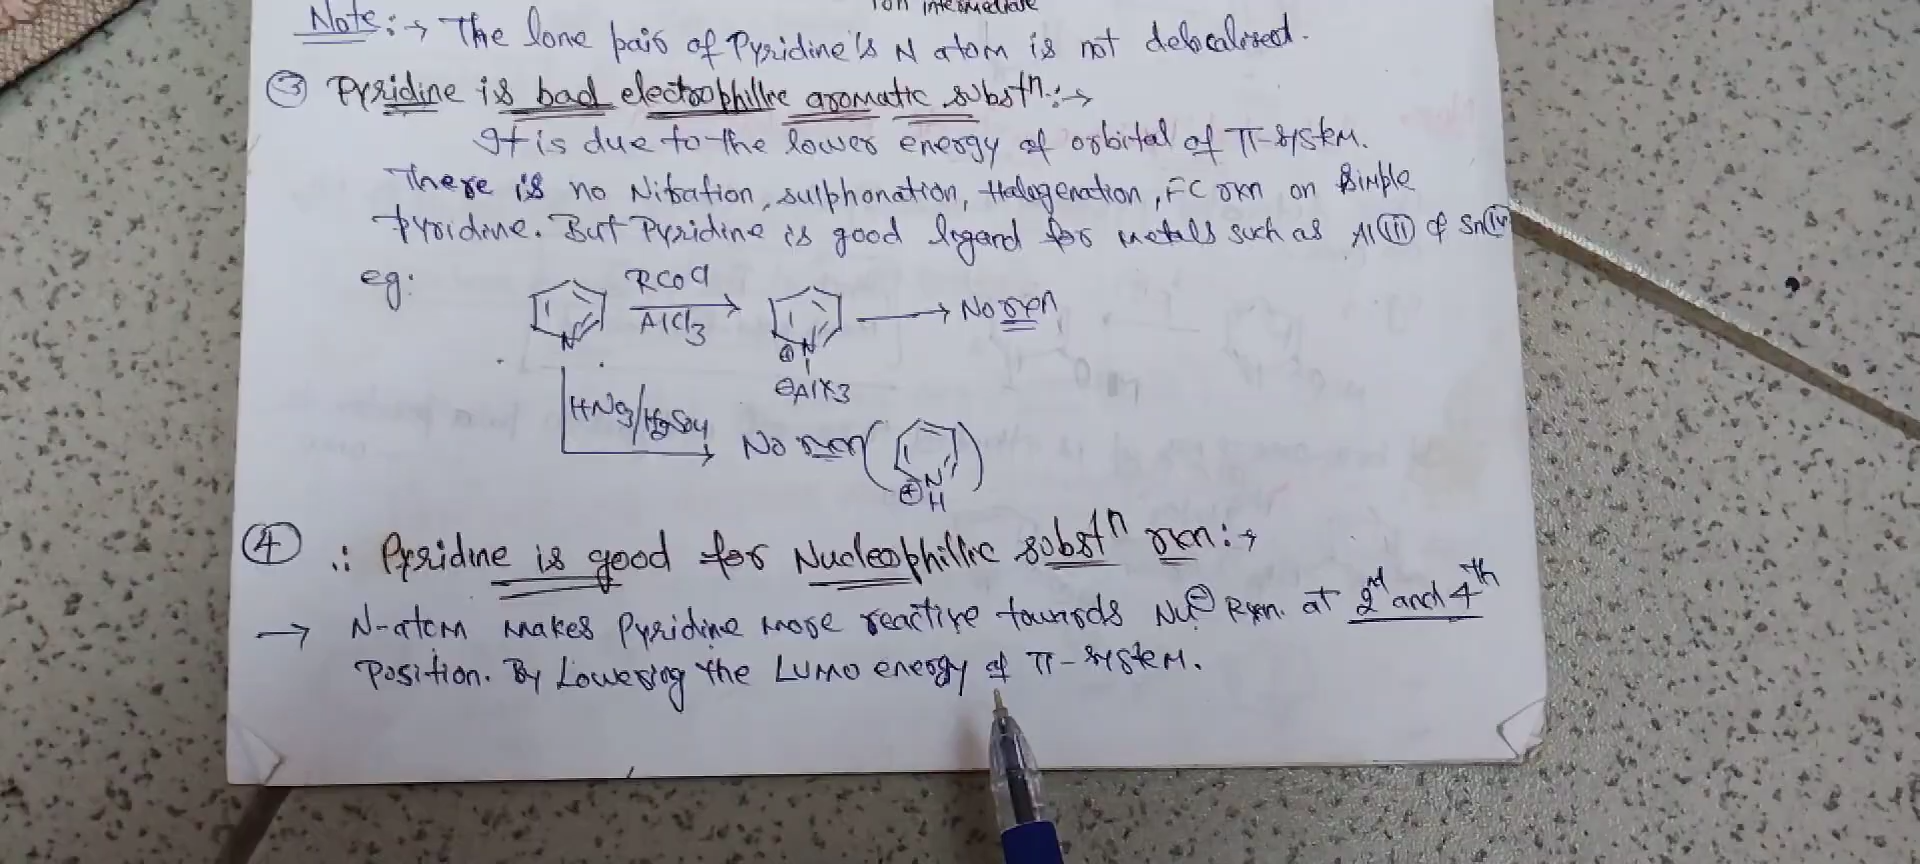 ion intermediate
Note:→ The lone pair of Pyridine's N atom is not delocalised.
③ Pyridine is bad electrophillic aromatic substⁿ:→
It is due to the lower energy of orbital of π-system.
There is no Nitration, sulphonation, Halogenation, FC rxn on Simple
Pyridine. But Pyridine is good ligand for metals such as Al(III) & Sn(IV)
eg:
RCOCl
AlCl3
N
⊕N
⊖AlX3
→ No rxn
HNO3/H2SO4
No rxn
N
⊕H
④ ∴ Pyridine is good for Nucleophillic substⁿ rxn:→
→ N-atom makes Pyridine more reactive towards Nu⊖ Rxn. at 2nd and 4th
Position. By Lowering the LUMO energy of π-system.